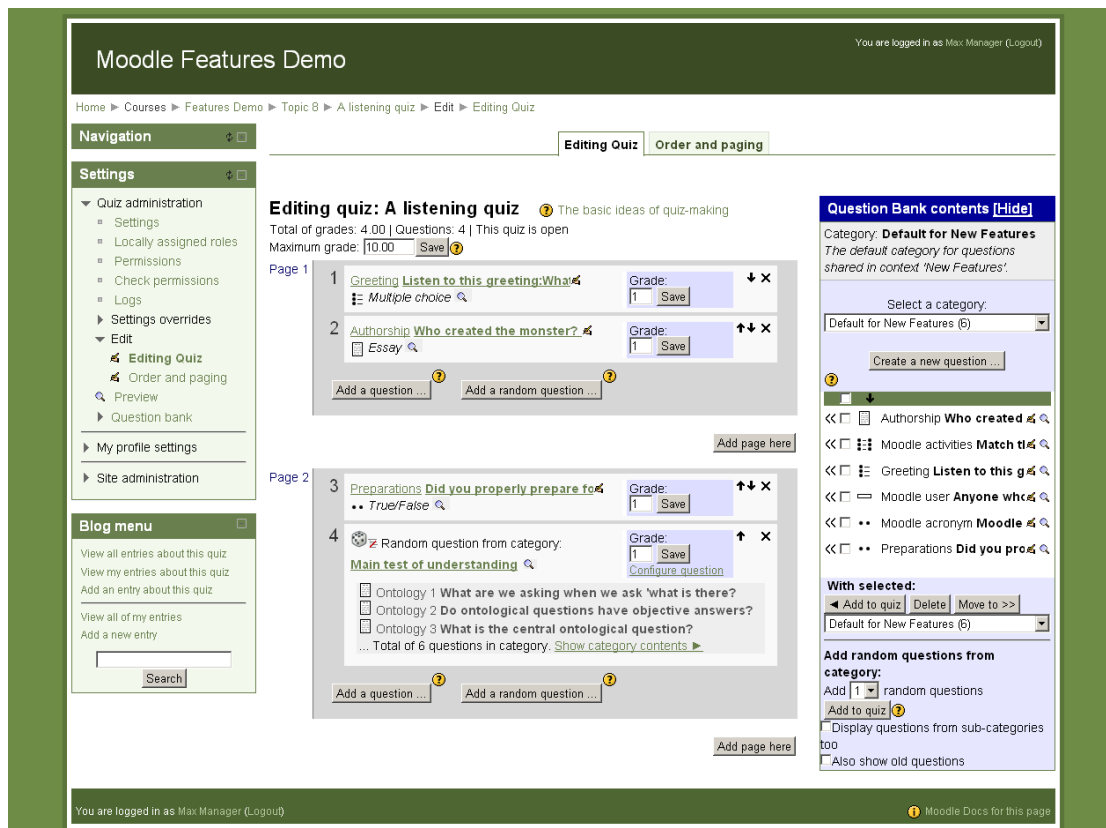 Moodle Features Demo
You are logged in as Max Manager (Logout)
Home ► Courses ► Features Demo ► Topic 8 ► A listening quiz ► Edit ► Editing Quiz
Navigation
Settings
Quiz administration
Settings
Locally assigned roles
Permissions
Check permissions
Logs
Settings overrides
Edit
Editing Quiz
Order and paging
Preview
Question bank
My profile settings
Site administration
Blog menu
View all entries about this quiz
View my entries about this quiz
Add an entry about this quiz
View all of my entries
Add a new entry
Search
Editing Quiz
Order and paging
Editing quiz: A listening quiz
The basic ideas of quiz-making
Total of grades: 4.00 | Questions: 4 | This quiz is open
Maximum grade: 10.00 Save
Page 1
1
Greeting Listen to this greeting:What
Multiple choice
Grade:
1 Save
2
Authorship Who created the monster?
Essay
Grade:
1 Save
Add a question ...
Add a random question ...
Add page here
Page 2
3
Preparations Did you properly prepare fo
True/False
Grade:
1 Save
4
Random question from category:
Main test of understanding
Grade:
1 Save
Configure question
Ontology 1 What are we asking when we ask 'what is there?
Ontology 2 Do ontological questions have objective answers?
Ontology 3 What is the central ontological question?
... Total of 6 questions in category. Show category contents ►
Add a question ...
Add a random question ...
Add page here
Question Bank contents [Hide]
Category: Default for New Features
The default category for questions
shared in context 'New Features'.
Select a category:
Default for New Features (6)
Create a new question ...
Authorship Who created
Moodle activities Match th
Greeting Listen to this g
Moodle user Anyone who
Moodle acronym Moodle
Preparations Did you pro
With selected:
◄ Add to quiz Delete Move to >>
Default for New Features (6)
Add random questions from
category:
Add 1 random questions
Add to quiz
Display questions from sub-categories
too
Also show old questions
You are logged in as Max Manager (Logout)
Moodle Docs for this page